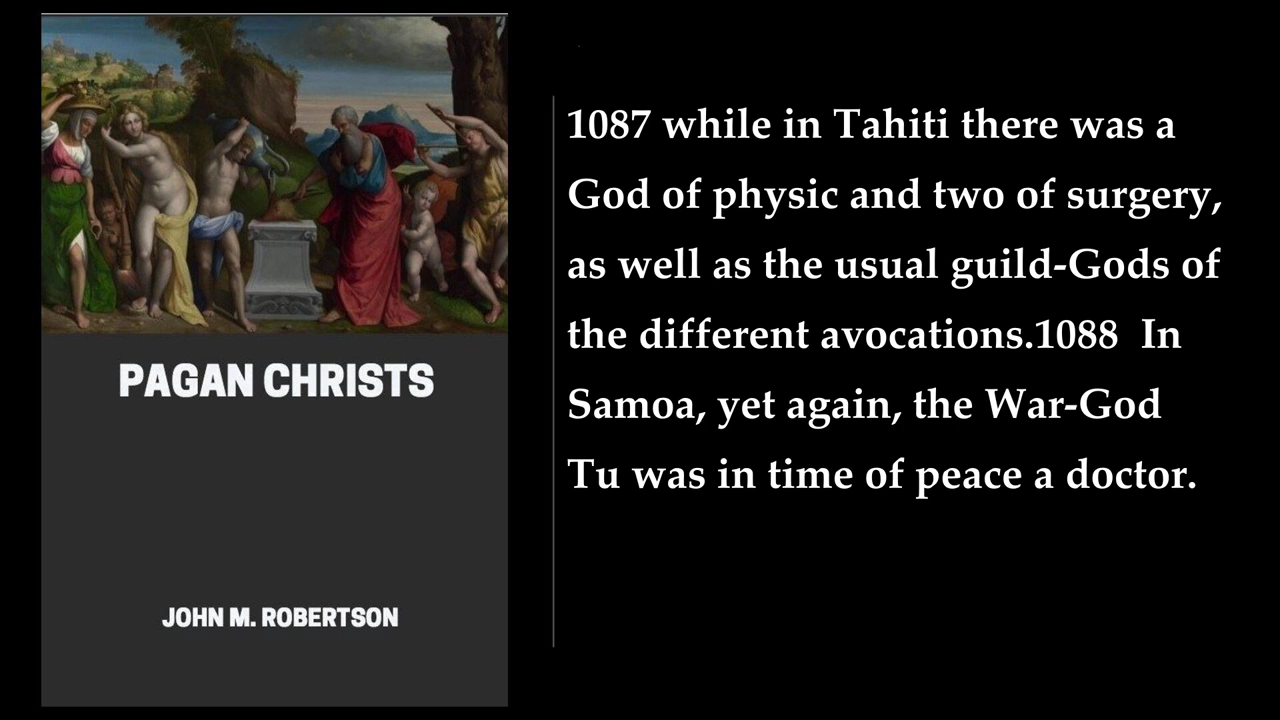 PAGAN CHRISTS
JOHN M. ROBERTSON
1087 while in Tahiti there was a
God of physic and two of surgery,
as well as the usual guild-Gods of
the different avocations.1088  In
Samoa, yet again, the War-God
Tu was in time of peace a doctor.